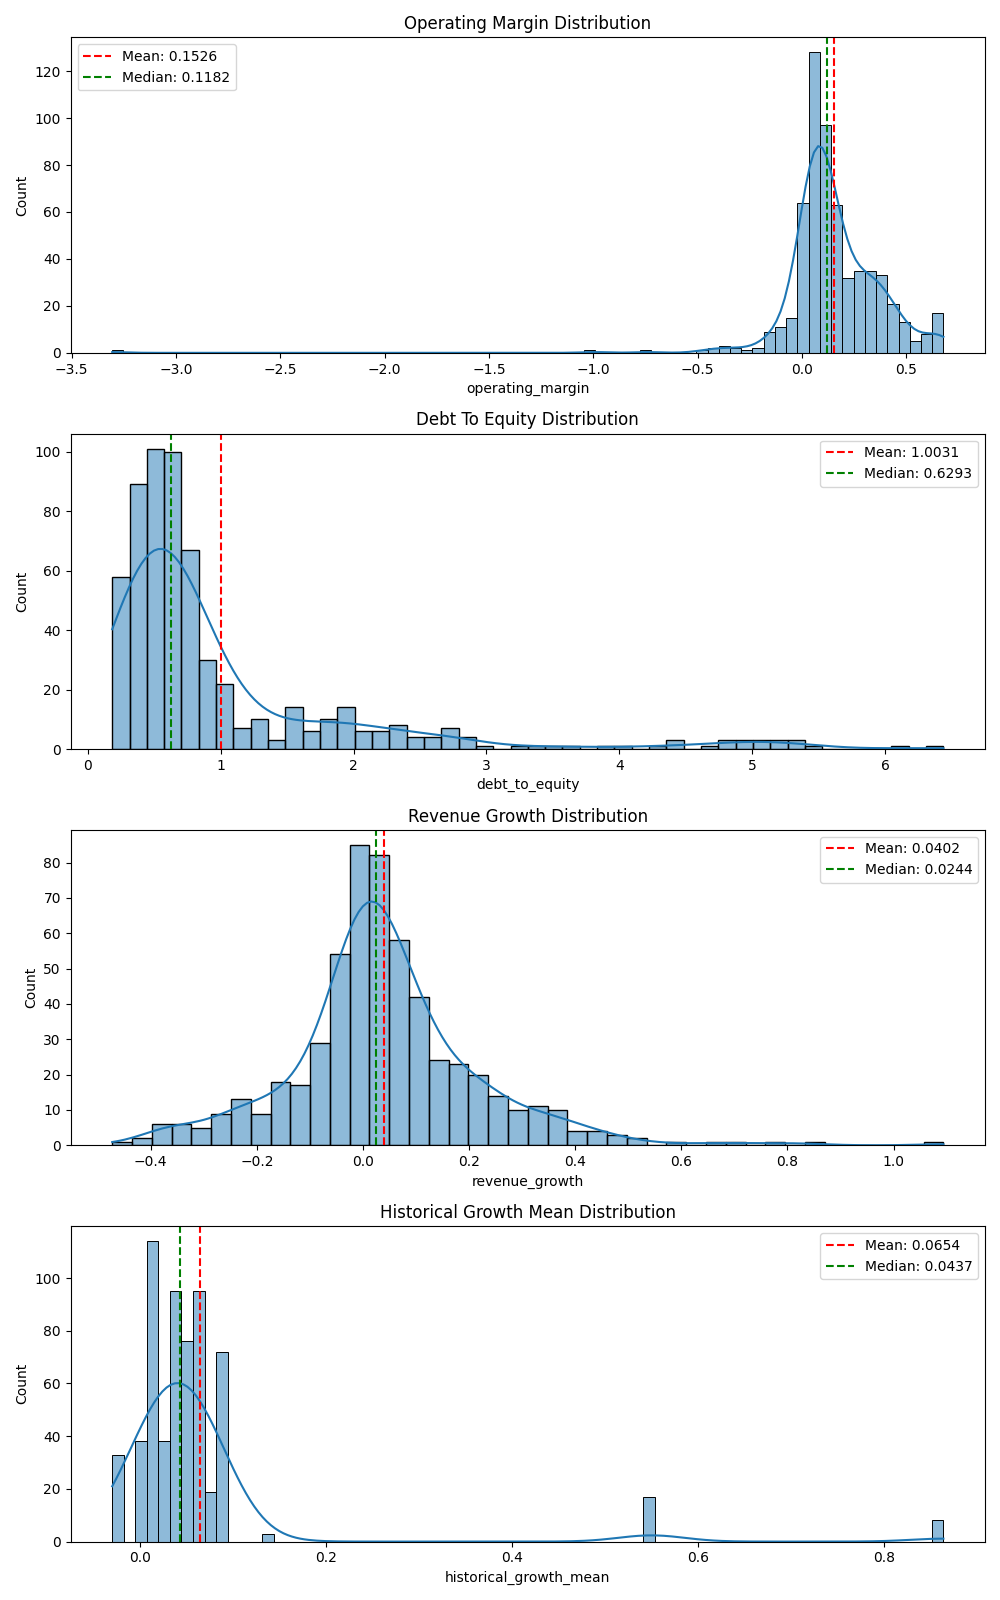 Operating Margin Distribution
Mean: 0.1526
Median: 0.1182
Count
120
100
80
60
40
20
0
−3.5 −3.0 −2.5 −2.0 −1.5 −1.0 −0.5 0.0 0.5
operating_margin
Debt To Equity Distribution
Mean: 1.0031
Median: 0.6293
Count
100
80
60
40
20
0
0 1 2 3 4 5 6
debt_to_equity
Revenue Growth Distribution
Mean: 0.0402
Median: 0.0244
Count
80
70
60
50
40
30
20
10
0
−0.4 −0.2 0.0 0.2 0.4 0.6 0.8 1.0
revenue_growth
Historical Growth Mean Distribution
Mean: 0.0654
Median: 0.0437
Count
100
80
60
40
20
0
0.0 0.2 0.4 0.6 0.8
historical_growth_mean